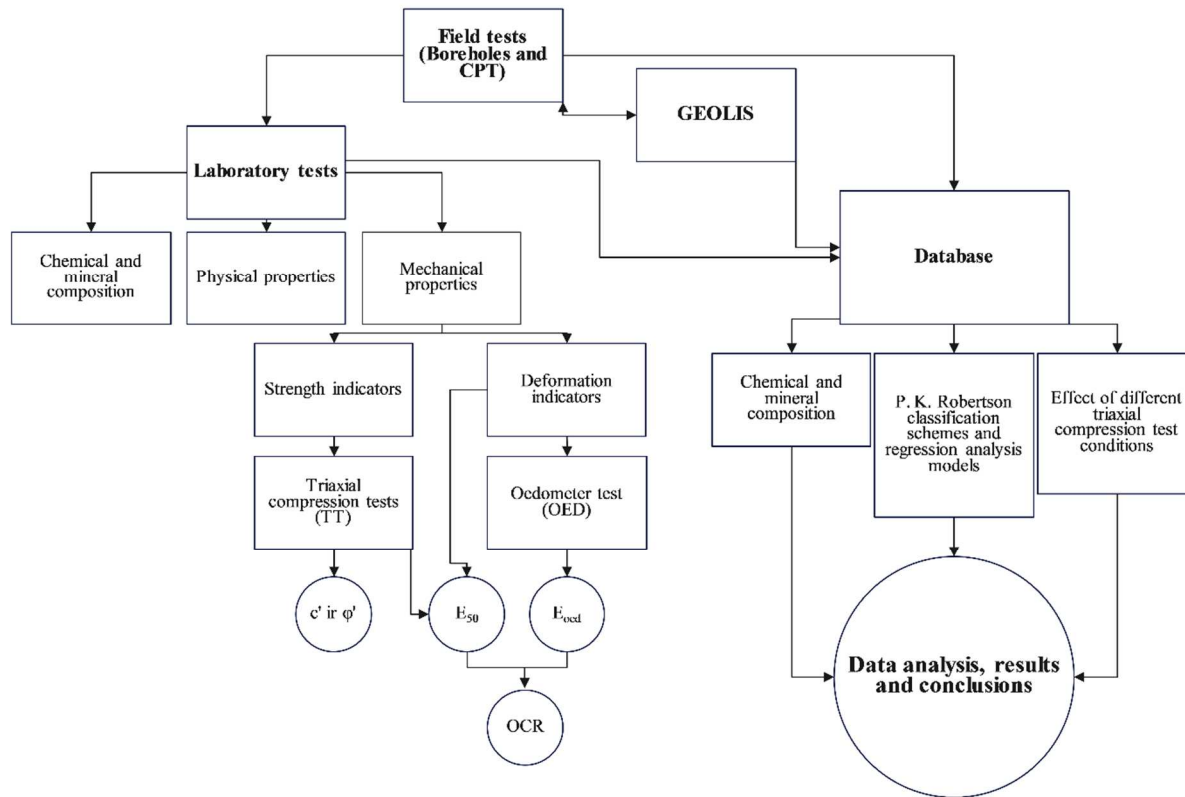 Field tests
(Boreholes and
CPT)
GEOLIS
Laboratory tests
Database
Chemical and
mineral
composition
Physical properties
Mechanical
properties
Strength indicators
Deformation
indicators
Chemical and
mineral
composition
P. K. Robertson
classification
schemes and
regression analysis
models
Effect of different
triaxial
compression test
conditions
Triaxial
compression tests
(TT)
Oedometer test
(OED)
c' ir φ'
E₅₀
Eₒₑd
OCR
Data analysis, results
and conclusions